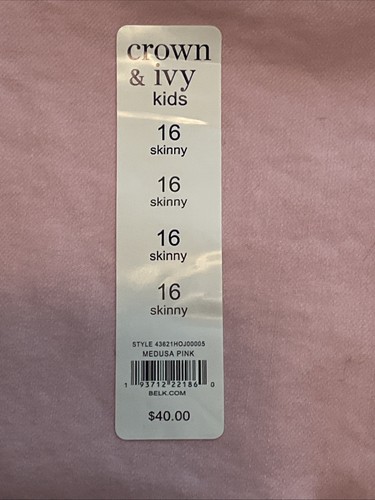 crown
& ivy
kids
16
skinny
16
skinny
16
skinny
16
skinny
STYLE 43621HOJ00005
MEDUSA PINK
1 93712 22186 0
BELK.COM
$40.00